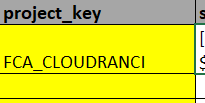 project_key s
[
FCA_CLOUDRANCI $